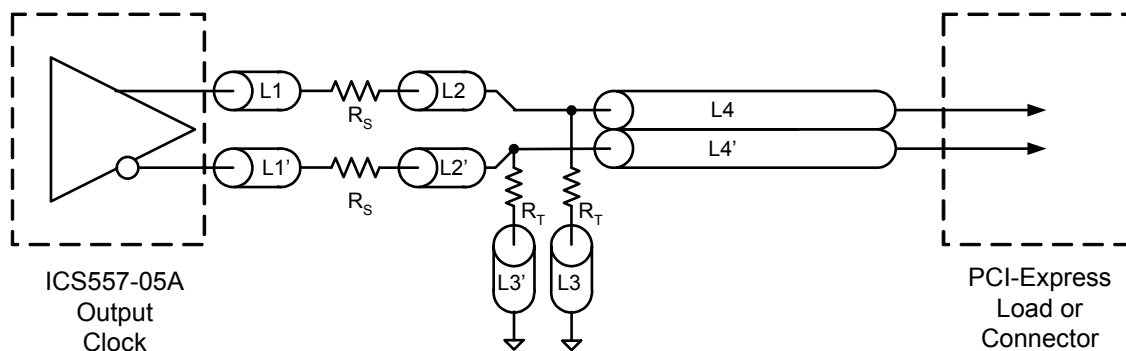 L1
R_S
L2
L4
L1’
R_S
L2’
L4’
R_T
R_T
L3’
L3
ICS557-05A
Output
Clock
PCI-Express
Load or
Connector